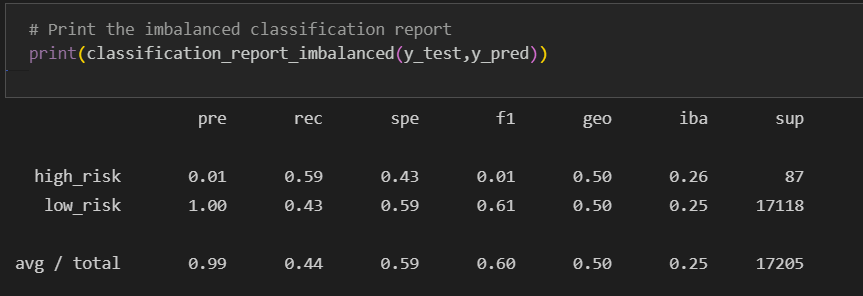 # Print the imbalanced classification report
print(classification_report_imbalanced(y_test,y_pred))
pre rec spe f1 geo iba sup
high_risk 0.01 0.59 0.43 0.01 0.50 0.26 87
low_risk 1.00 0.43 0.59 0.61 0.50 0.25 17118
avg / total 0.99 0.44 0.59 0.60 0.50 0.25 17205